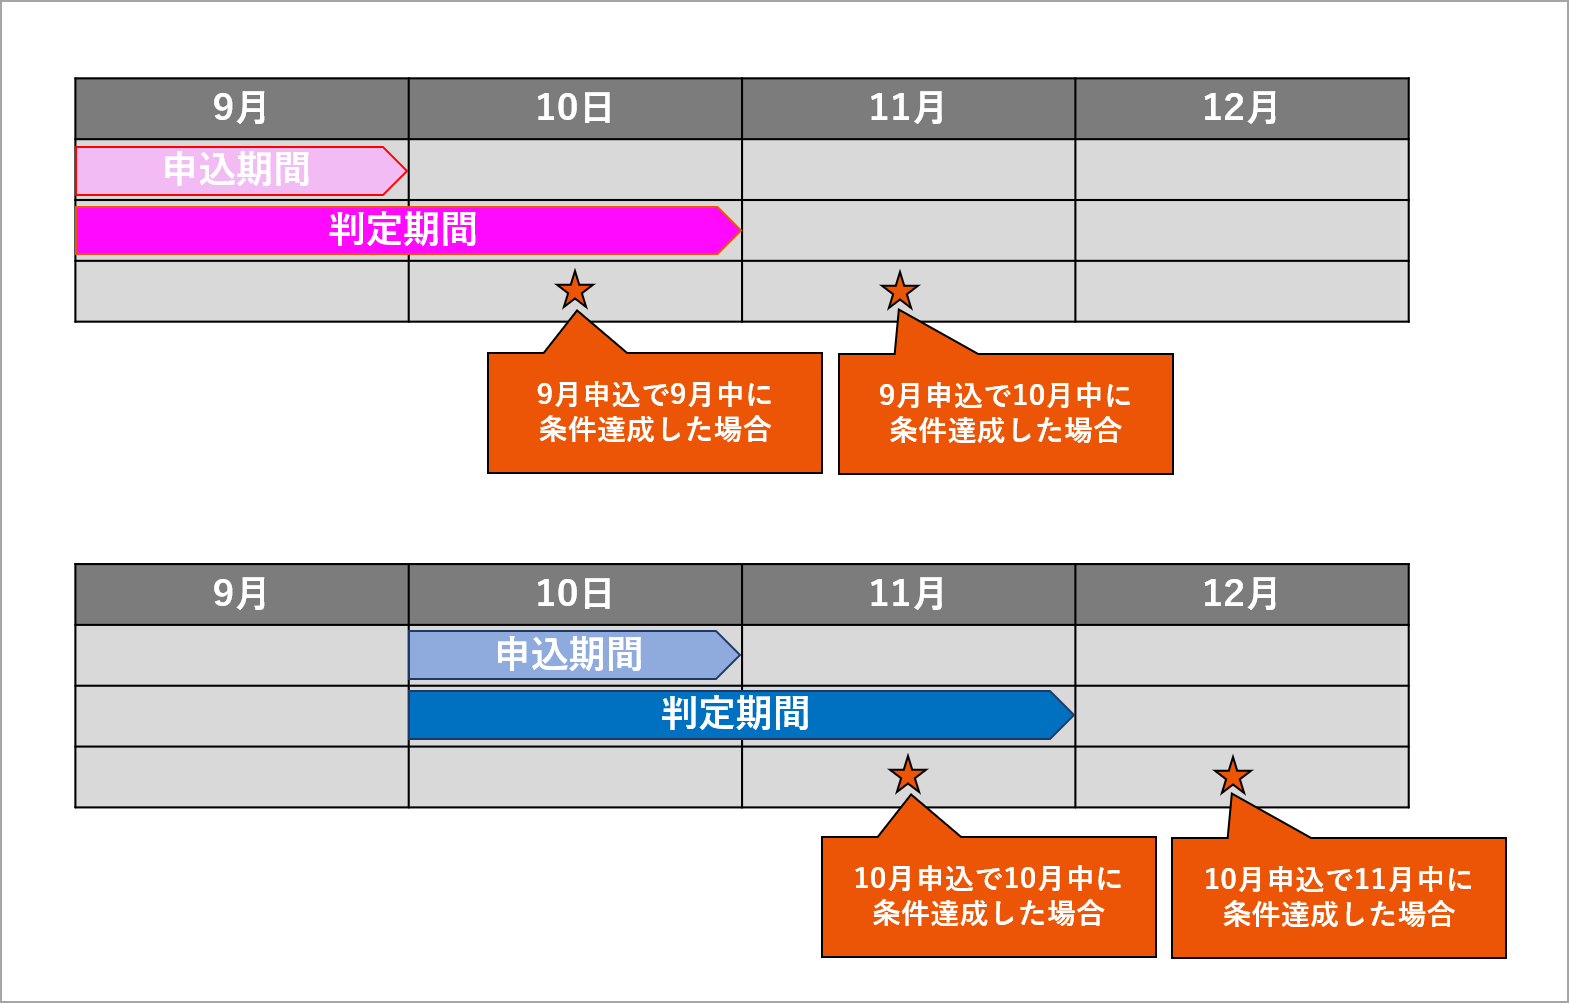 9月
10日
11月
12月
申込期間
判定期間
9月申込で9月中に
条件達成した場合
9月申込で10月中に
条件達成した場合
9月
10日
11月
12月
申込期間
判定期間
10月申込で10月中に
条件達成した場合
10月申込で11月中に
条件達成した場合